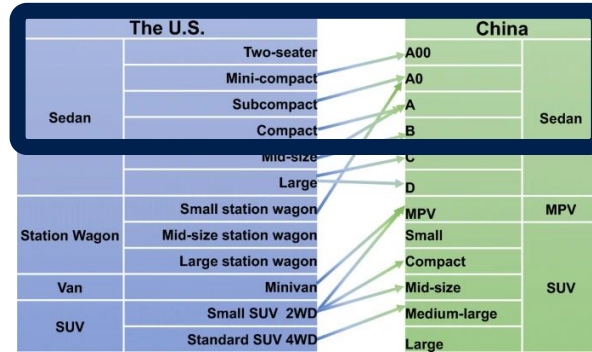 The U.S.
China
Two-seater
A00
Mini-compact
A0
Subcompact
A
Sedan
Sedan
Compact
B
Mid-size
C
Large
D
Small station wagon
MPV
MPV
Station Wagon
Mid-size station wagon
Small
Large station wagon
Compact
Van
Minivan
Mid-size
SUV
SUV
Small SUV 2WD
Medium-large
Standard SUV 4WD
Large